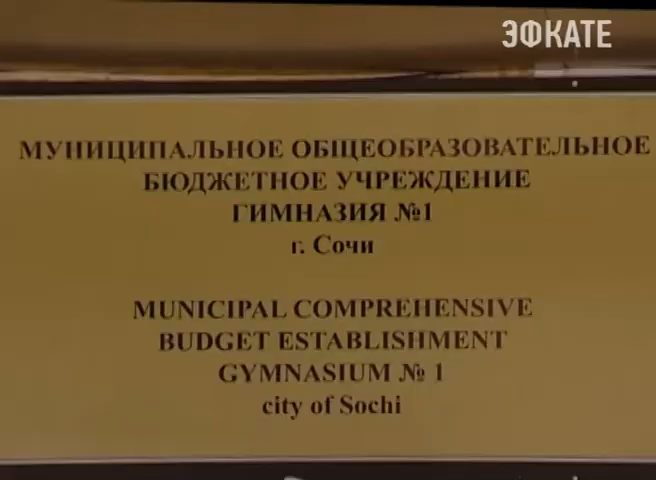 ЭФКАТЕ
МУНИЦИПАЛЬНОЕ ОБЩЕОБРАЗОВАТЕЛЬНОЕ
БЮДЖЕТНОЕ УЧРЕЖДЕНИЕ
ГИМНАЗИЯ №1
г. Сочи
MUNICIPAL COMPREHENSIVE
BUDGET ESTABLISHMENT
GYMNASIUM № 1
city of Sochi